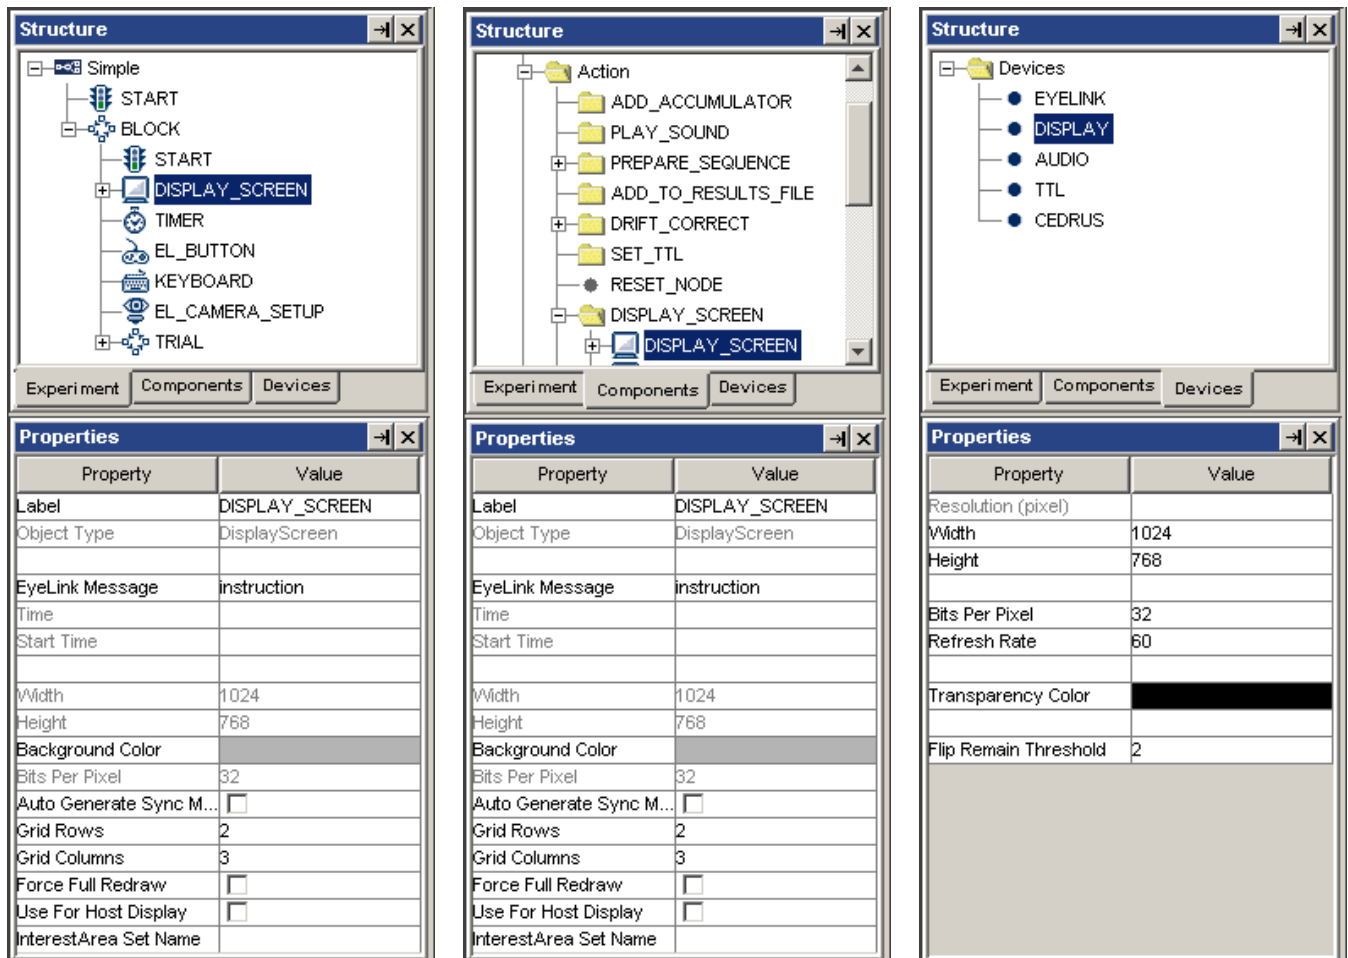 Structure
Simple
START
BLOCK
START
DISPLAY_SCREEN
TIMER
EL_BUTTON
KEYBOARD
EL_CAMERA_SETUP
TRIAL
Experiment Components Devices
Properties
Property Value
Label DISPLAY_SCREEN
Object Type DisplayScreen
EyeLink Message instruction
Time
Start Time
Width 1024
Height 768
Background Color
Bits Per Pixel 32
Auto Generate Sync M...
Grid Rows 2
Grid Columns 3
Force Full Redraw
Use For Host Display
InterestArea Set Name
Structure
Action
ADD_ACCUMULATOR
PLAY_SOUND
PREPARE_SEQUENCE
ADD_TO_RESULTS_FILE
DRIFT_CORRECT
SET_TTL
RESET_NODE
DISPLAY_SCREEN
DISPLAY_SCREEN
Experiment Components Devices
Properties
Property Value
Label DISPLAY_SCREEN
Object Type DisplayScreen
EyeLink Message instruction
Time
Start Time
Width 1024
Height 768
Background Color
Bits Per Pixel 32
Auto Generate Sync M...
Grid Rows 2
Grid Columns 3
Force Full Redraw
Use For Host Display
InterestArea Set Name
Structure
Devices
EYELINK
DISPLAY
AUDIO
TTL
CEDRUS
Experiment Components Devices
Properties
Property Value
Resolution (pixel)
Width 1024
Height 768
Bits Per Pixel 32
Refresh Rate 60
Transparency Color
Flip Remain Threshold 2